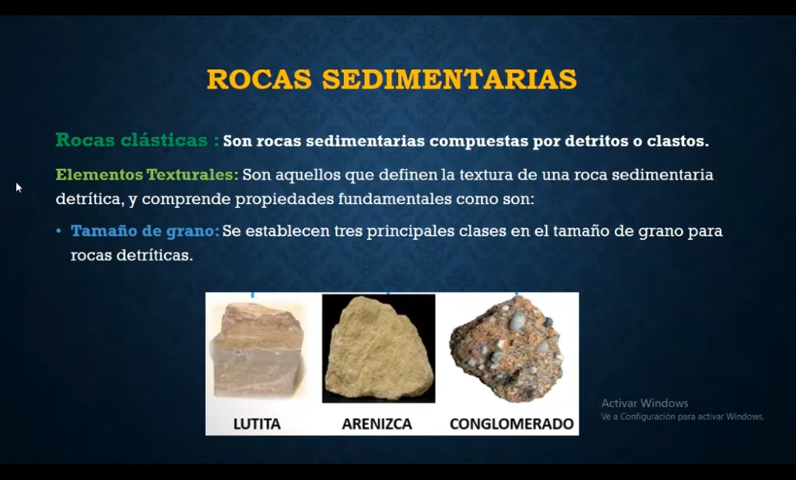 ROCAS SEDIMENTARIAS
Rocas clásticas : Son rocas sedimentarias compuestas por detritos o clastos.
Elementos Texturales: Son aquellos que definen la textura de una roca sedimentaria
detrítica, y comprende propiedades fundamentales como son:
• Tamaño de grano: Se establecen tres principales clases en el tamaño de grano para
rocas detríticas.
LUTITA ARENIZCA CONGLOMERADO
Activar Windows
Ve a Configuración para activar Windows.